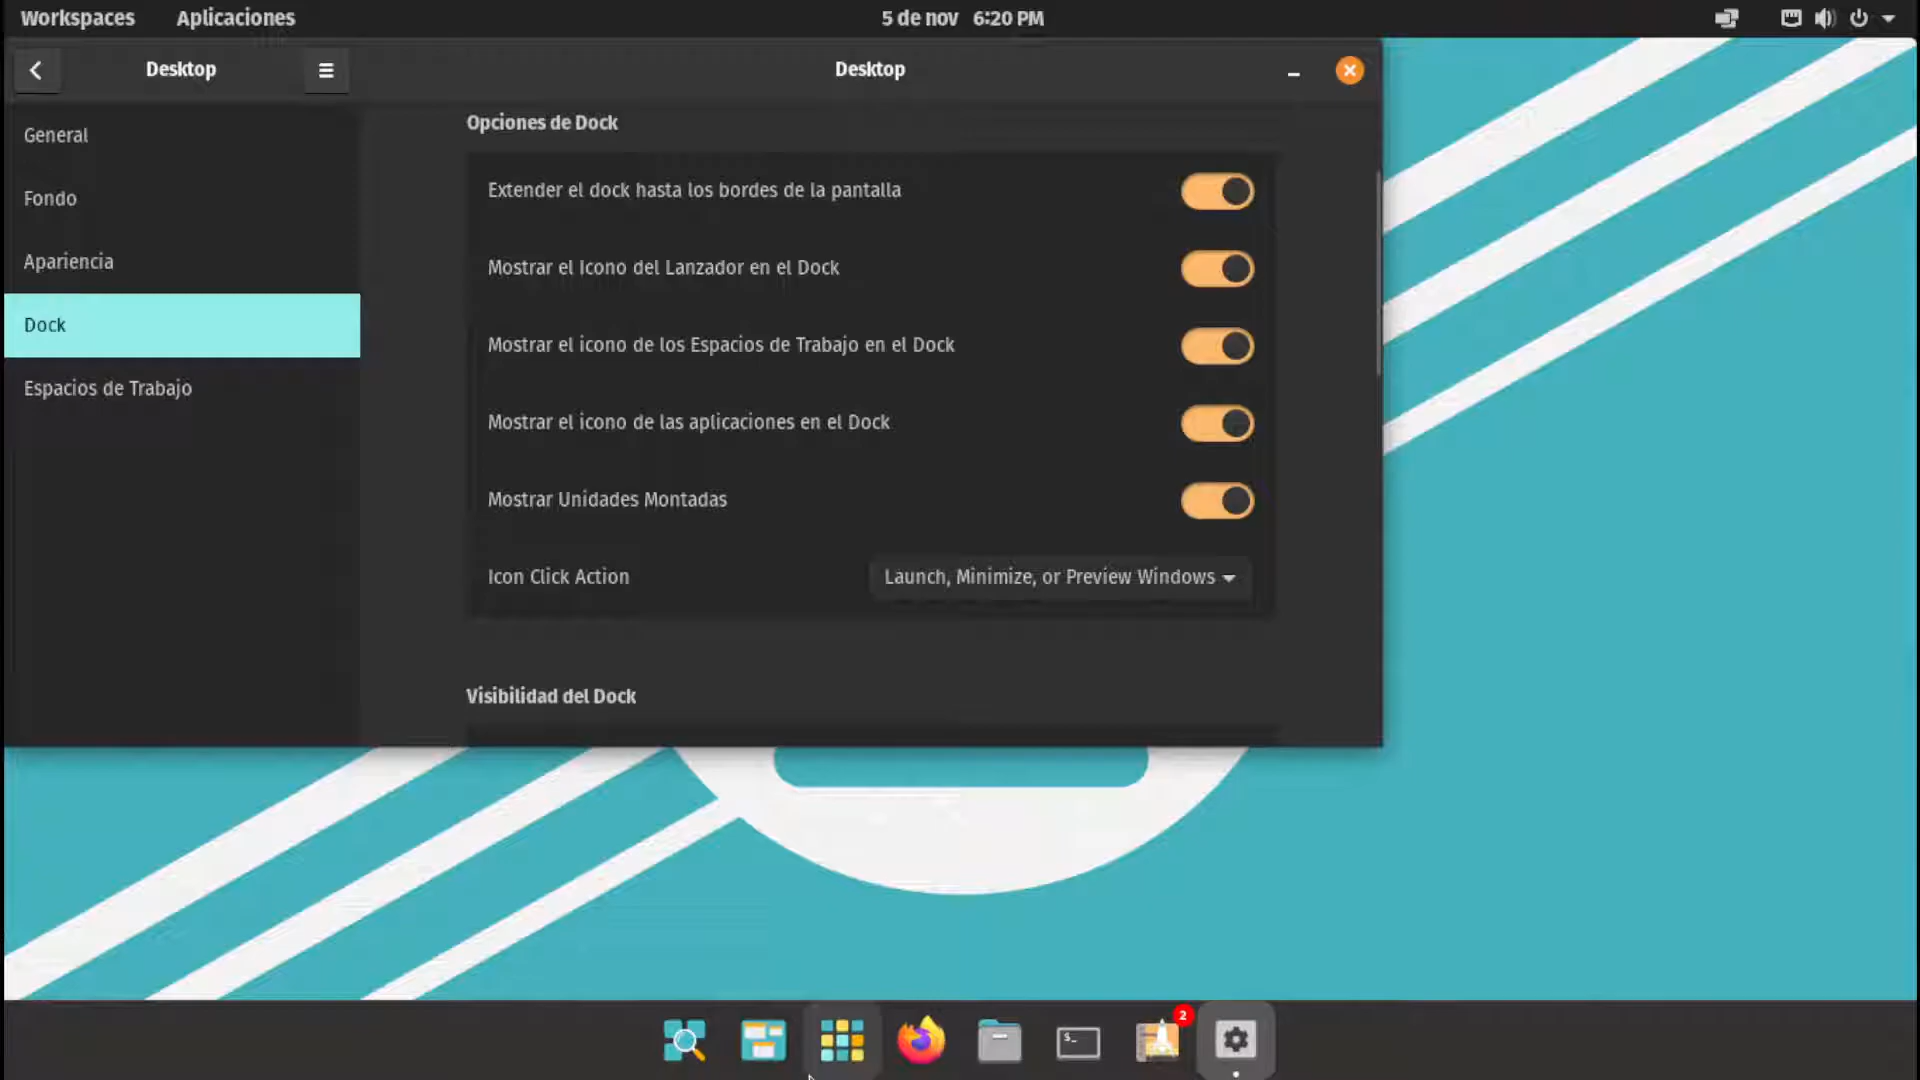 Workspaces Aplicaciones 5 de nov 6:20 PM
Desktop Desktop
General
Fondo
Apariencia
Dock
Espacios de Trabajo
Opciones de Dock
Extender el dock hasta los bordes de la pantalla
Mostrar el Icono del Lanzador en el Dock
Mostrar el icono de los Espacios de Trabajo en el Dock
Mostrar el icono de las aplicaciones en el Dock
Mostrar Unidades Montadas
Icon Click Action Launch, Minimize, or Preview Windows
Visibilidad del Dock
$_
2